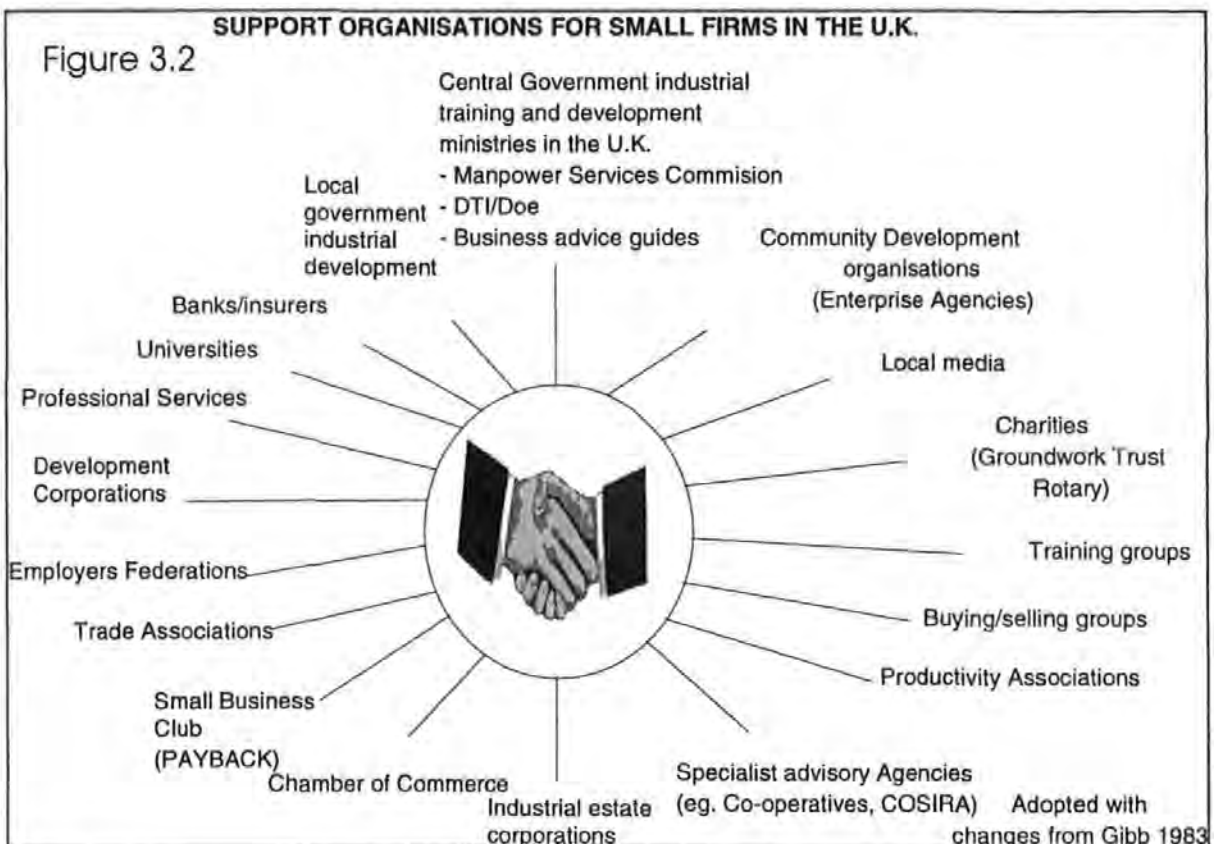 SUPPORT ORGANISATIONS FOR SMALL FIRMS IN THE U.K.
Figure 3.2
Central Government industrial
training and development
ministries in the U.K.
- Manpower Services Commision
- DTI/Doe
- Business advice guides
Local
government
industrial
development
Community Development
organisations
(Enterprise Agencies)
Banks/insurers
Universities
Local media
Professional Services
Charities
(Groundwork Trust
Rotary)
Development
Corporations
Training groups
Employers Federations
Buying/selling groups
Trade Associations
Productivity Associations
Small Business
Club
(PAYBACK)
Chamber of Commerce
Industrial estate
corporations
Specialist advisory Agencies
(eg. Co-operatives, COSIRA)
Adopted with
changes from Gibb 1983